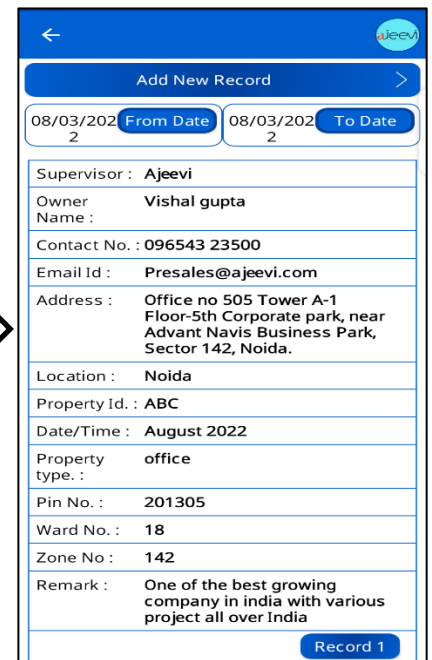 ajeevi
Add New Record
08/03/202 From Date 08/03/202 To Date
2 2
Supervisor : Ajeevi
Owner Vishal gupta
Name :
Contact No. : 096543 23500
Email Id : Presales@ajeevi.com
Address : Office no 505 Tower A-1
Floor-5th Corporate park, near
Advant Navis Business Park,
Sector 142, Noida.
Location : Noida
Property Id. : ABC
Date/Time : August 2022
Property office
type. :
Pin No. : 201305
Ward No. : 18
Zone No : 142
Remark : One of the best growing
company in india with various
project all over India
Record 1